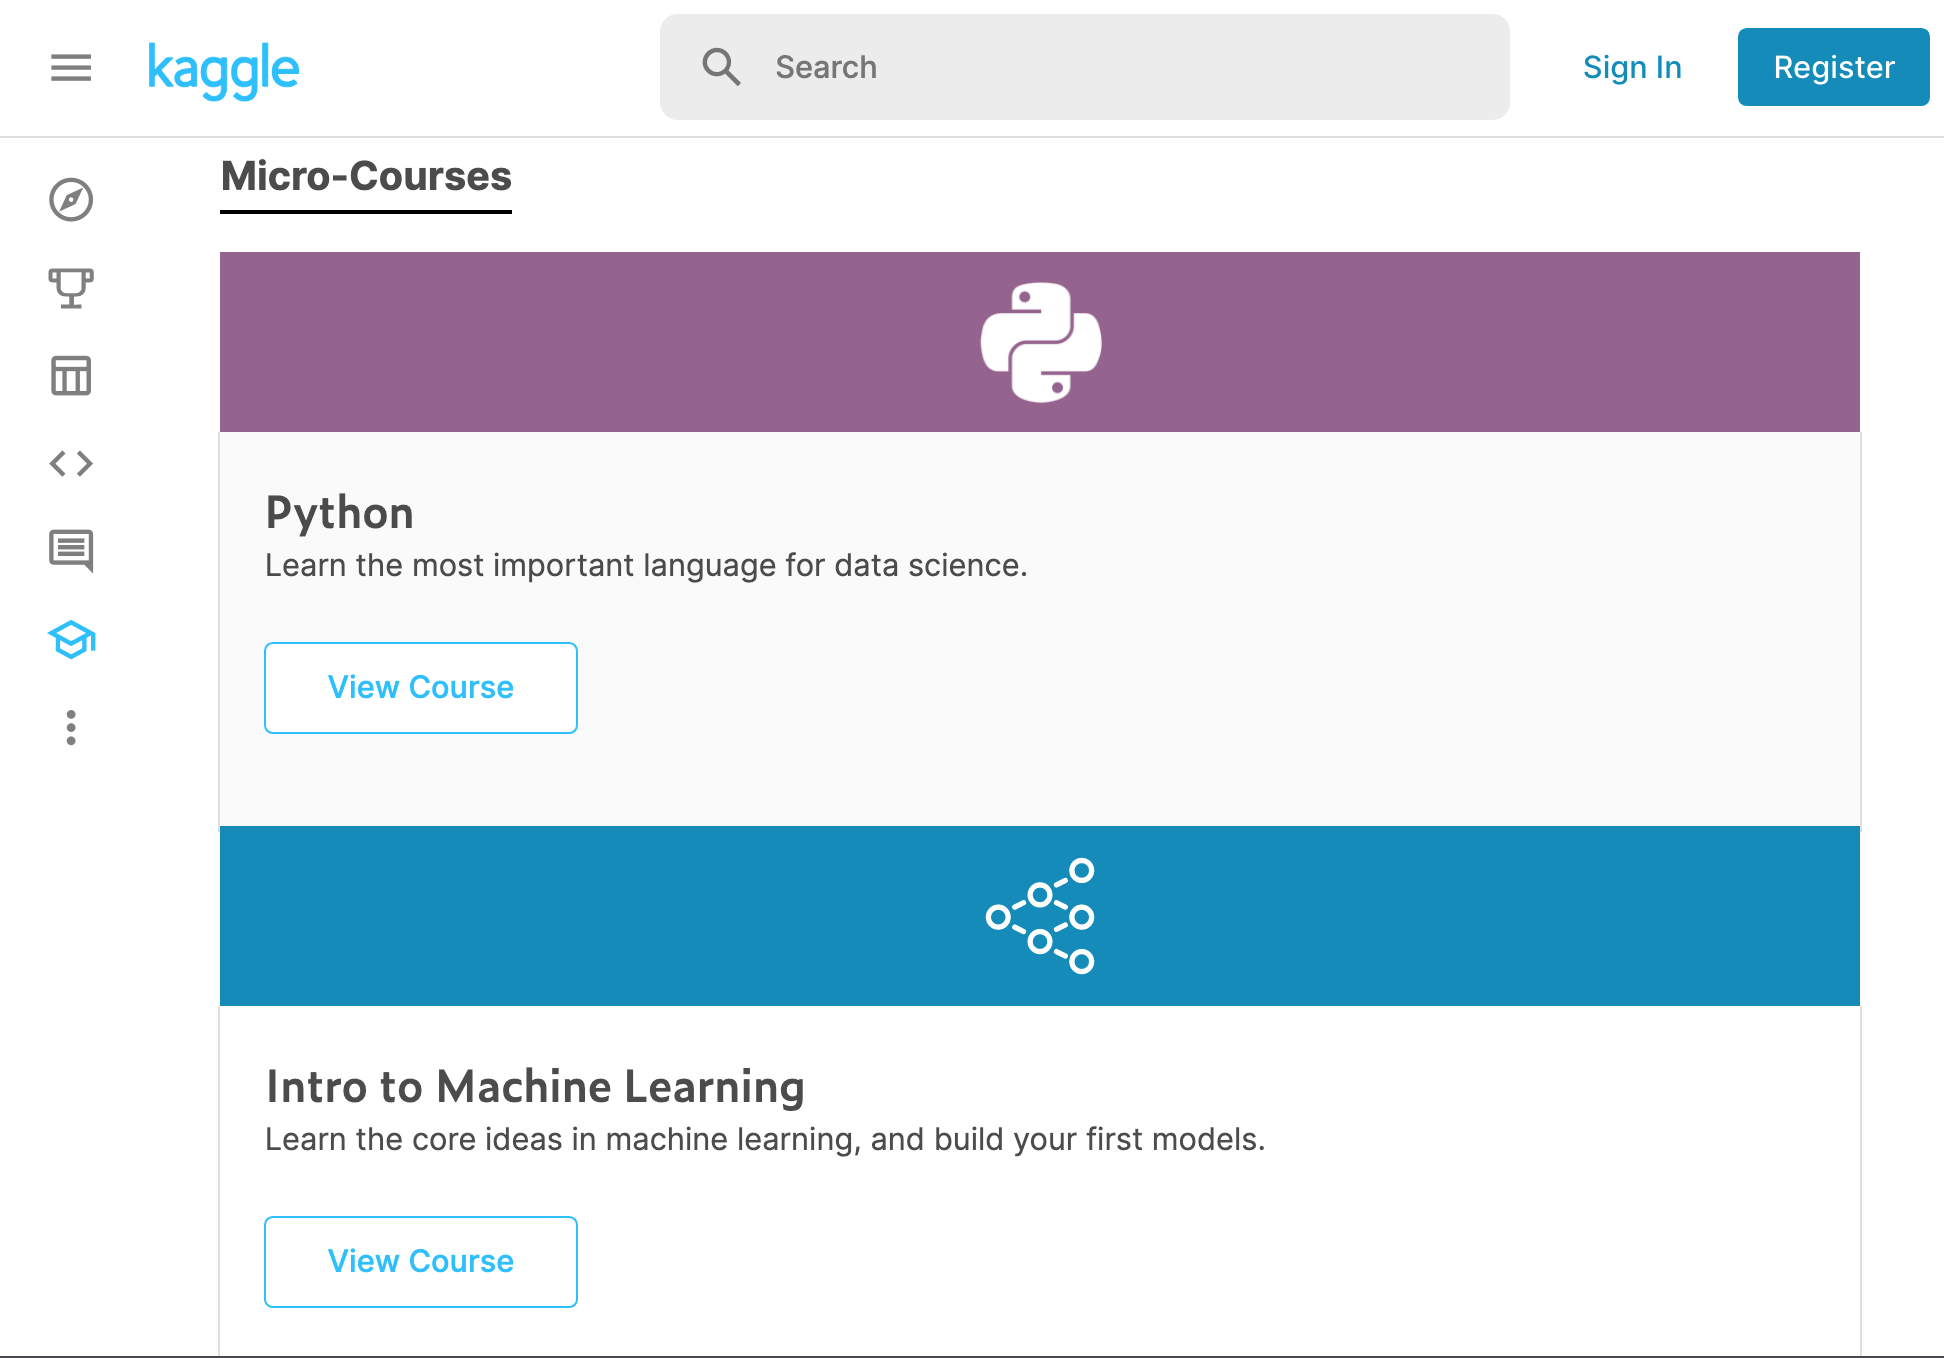 kaggle
Search
Sign In
Register
Micro-Courses
Python
Learn the most important language for data science.
View Course
Intro to Machine Learning
Learn the core ideas in machine learning, and build your first models.
View Course